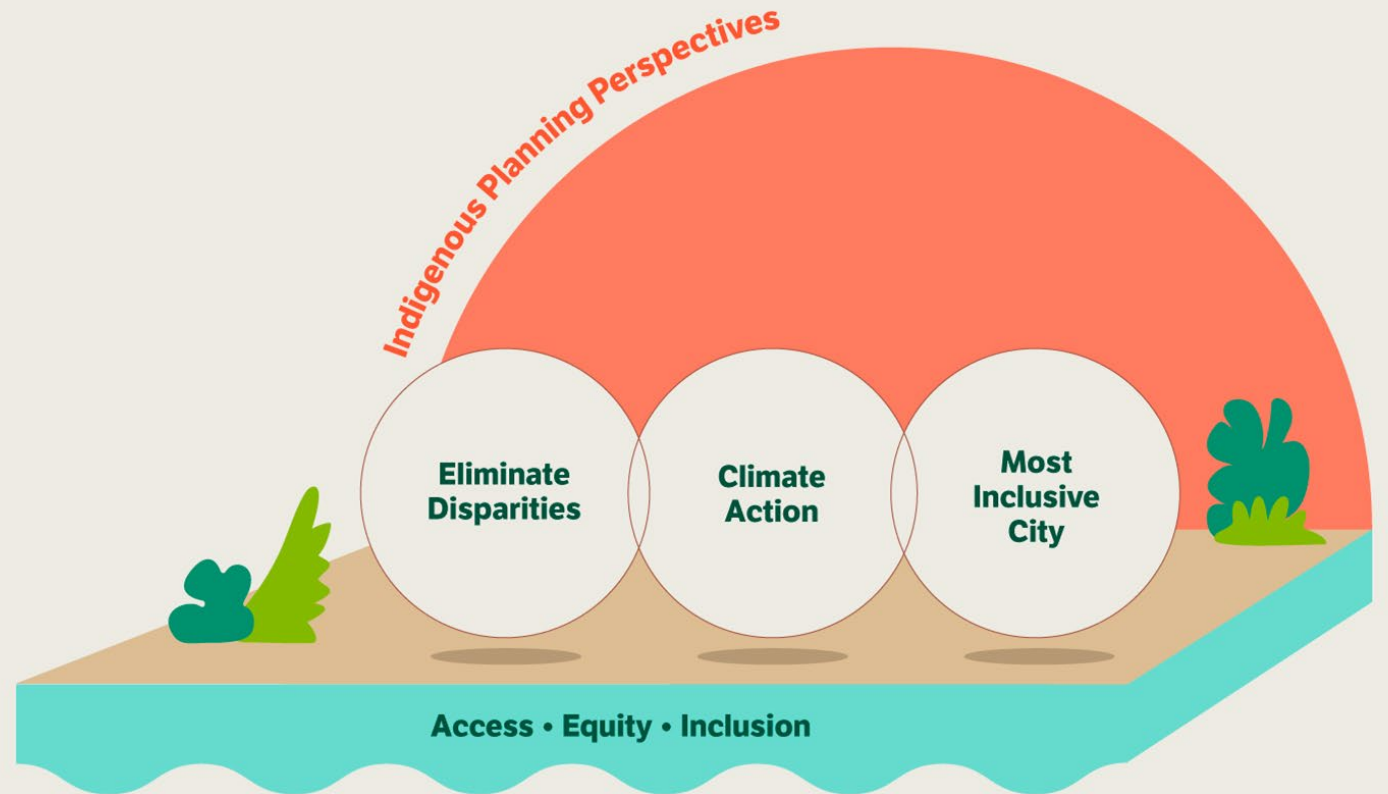 Indigenous Planning Perspectives
Eliminate
Disparities
Climate
Action
Most
Inclusive
City
Access • Equity • Inclusion